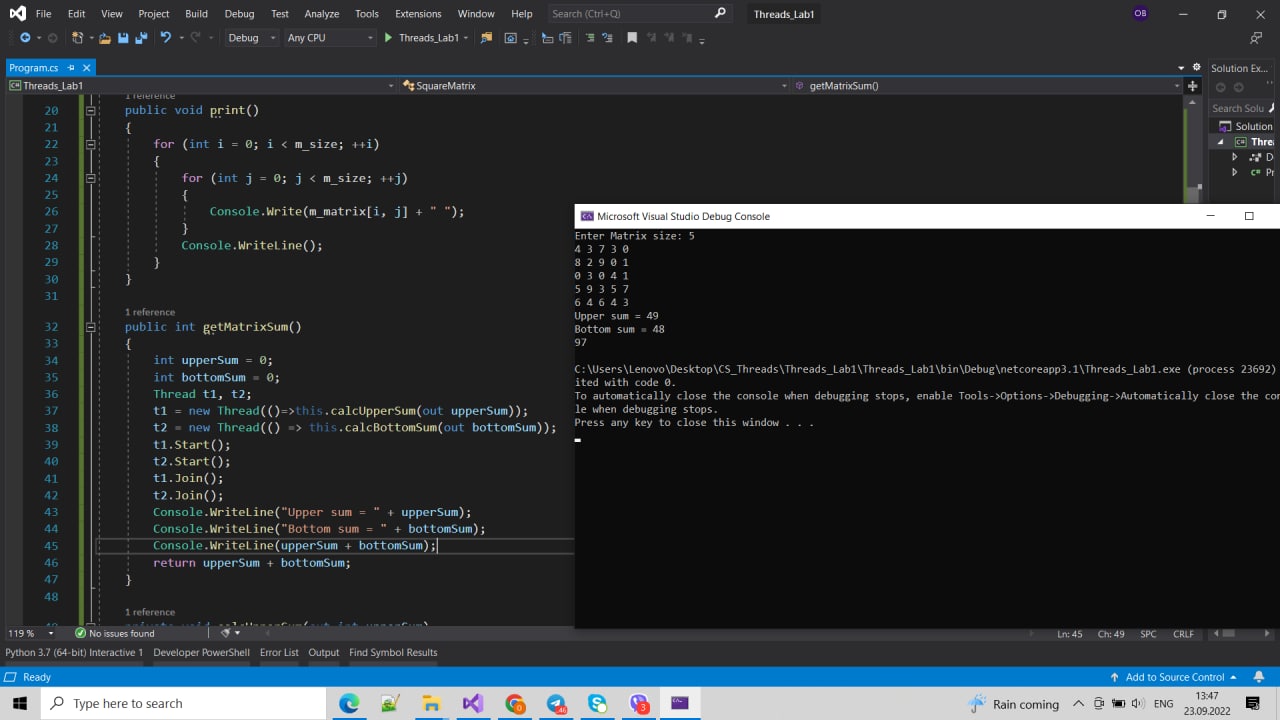 File Edit View Project Build Debug Test Analyze Tools Extensions Window Help Search (Ctrl+Q) Threads_Lab1 OB
Debug Any CPU Threads_Lab1
Program.cs
Threads_Lab1 SquareMatrix getMatrixSum()
Solution Ex...
Search Solu
Solution
Threa
D
Pr
1 reference
20 public void print()
21 {
22 for (int i = 0; i < m_size; ++i)
23 {
24 for (int j = 0; j < m_size; ++j)
25 {
26 Console.Write(m_matrix[i, j] + " ");
27 }
28 Console.WriteLine();
29 }
30 }
31
1 reference
32 public int getMatrixSum()
33 {
34 int upperSum = 0;
35 int bottomSum = 0;
36 Thread t1, t2;
37 t1 = new Thread(()=>this.calcUpperSum(out upperSum));
38 t2 = new Thread(() => this.calcBottomSum(out bottomSum));
39 t1.Start();
40 t2.Start();
41 t1.Join();
42 t2.Join();
43 Console.WriteLine("Upper sum = " + upperSum);
44 Console.WriteLine("Bottom sum = " + bottomSum);
45 Console.WriteLine(upperSum + bottomSum);
46 return upperSum + bottomSum;
47 }
48
1 reference
Microsoft Visual Studio Debug Console
Enter Matrix size: 5
4 3 7 3 0
8 2 9 0 1
0 3 0 4 1
5 9 3 5 7
6 4 6 4 3
Upper sum = 49
Bottom sum = 48
97
C:\Users\Lenovo\Desktop\CS_Threads\Threads_Lab1\Threads_Lab1\bin\Debug\netcoreapp3.1\Threads_Lab1.exe (process 23692)
ited with code 0.
To automatically close the console when debugging stops, enable Tools->Options->Debugging->Automatically close the con
le when debugging stops.
Press any key to close this window . . .
119 % No issues found Ln: 45 Ch: 49 SPC CRLF
Python 3.7 (64-bit) Interactive 1 Developer PowerShell Error List Output Find Symbol Results
Ready Add to Source Control
Type here to search 46 3 Rain coming ENG 13:47
23.09.2022